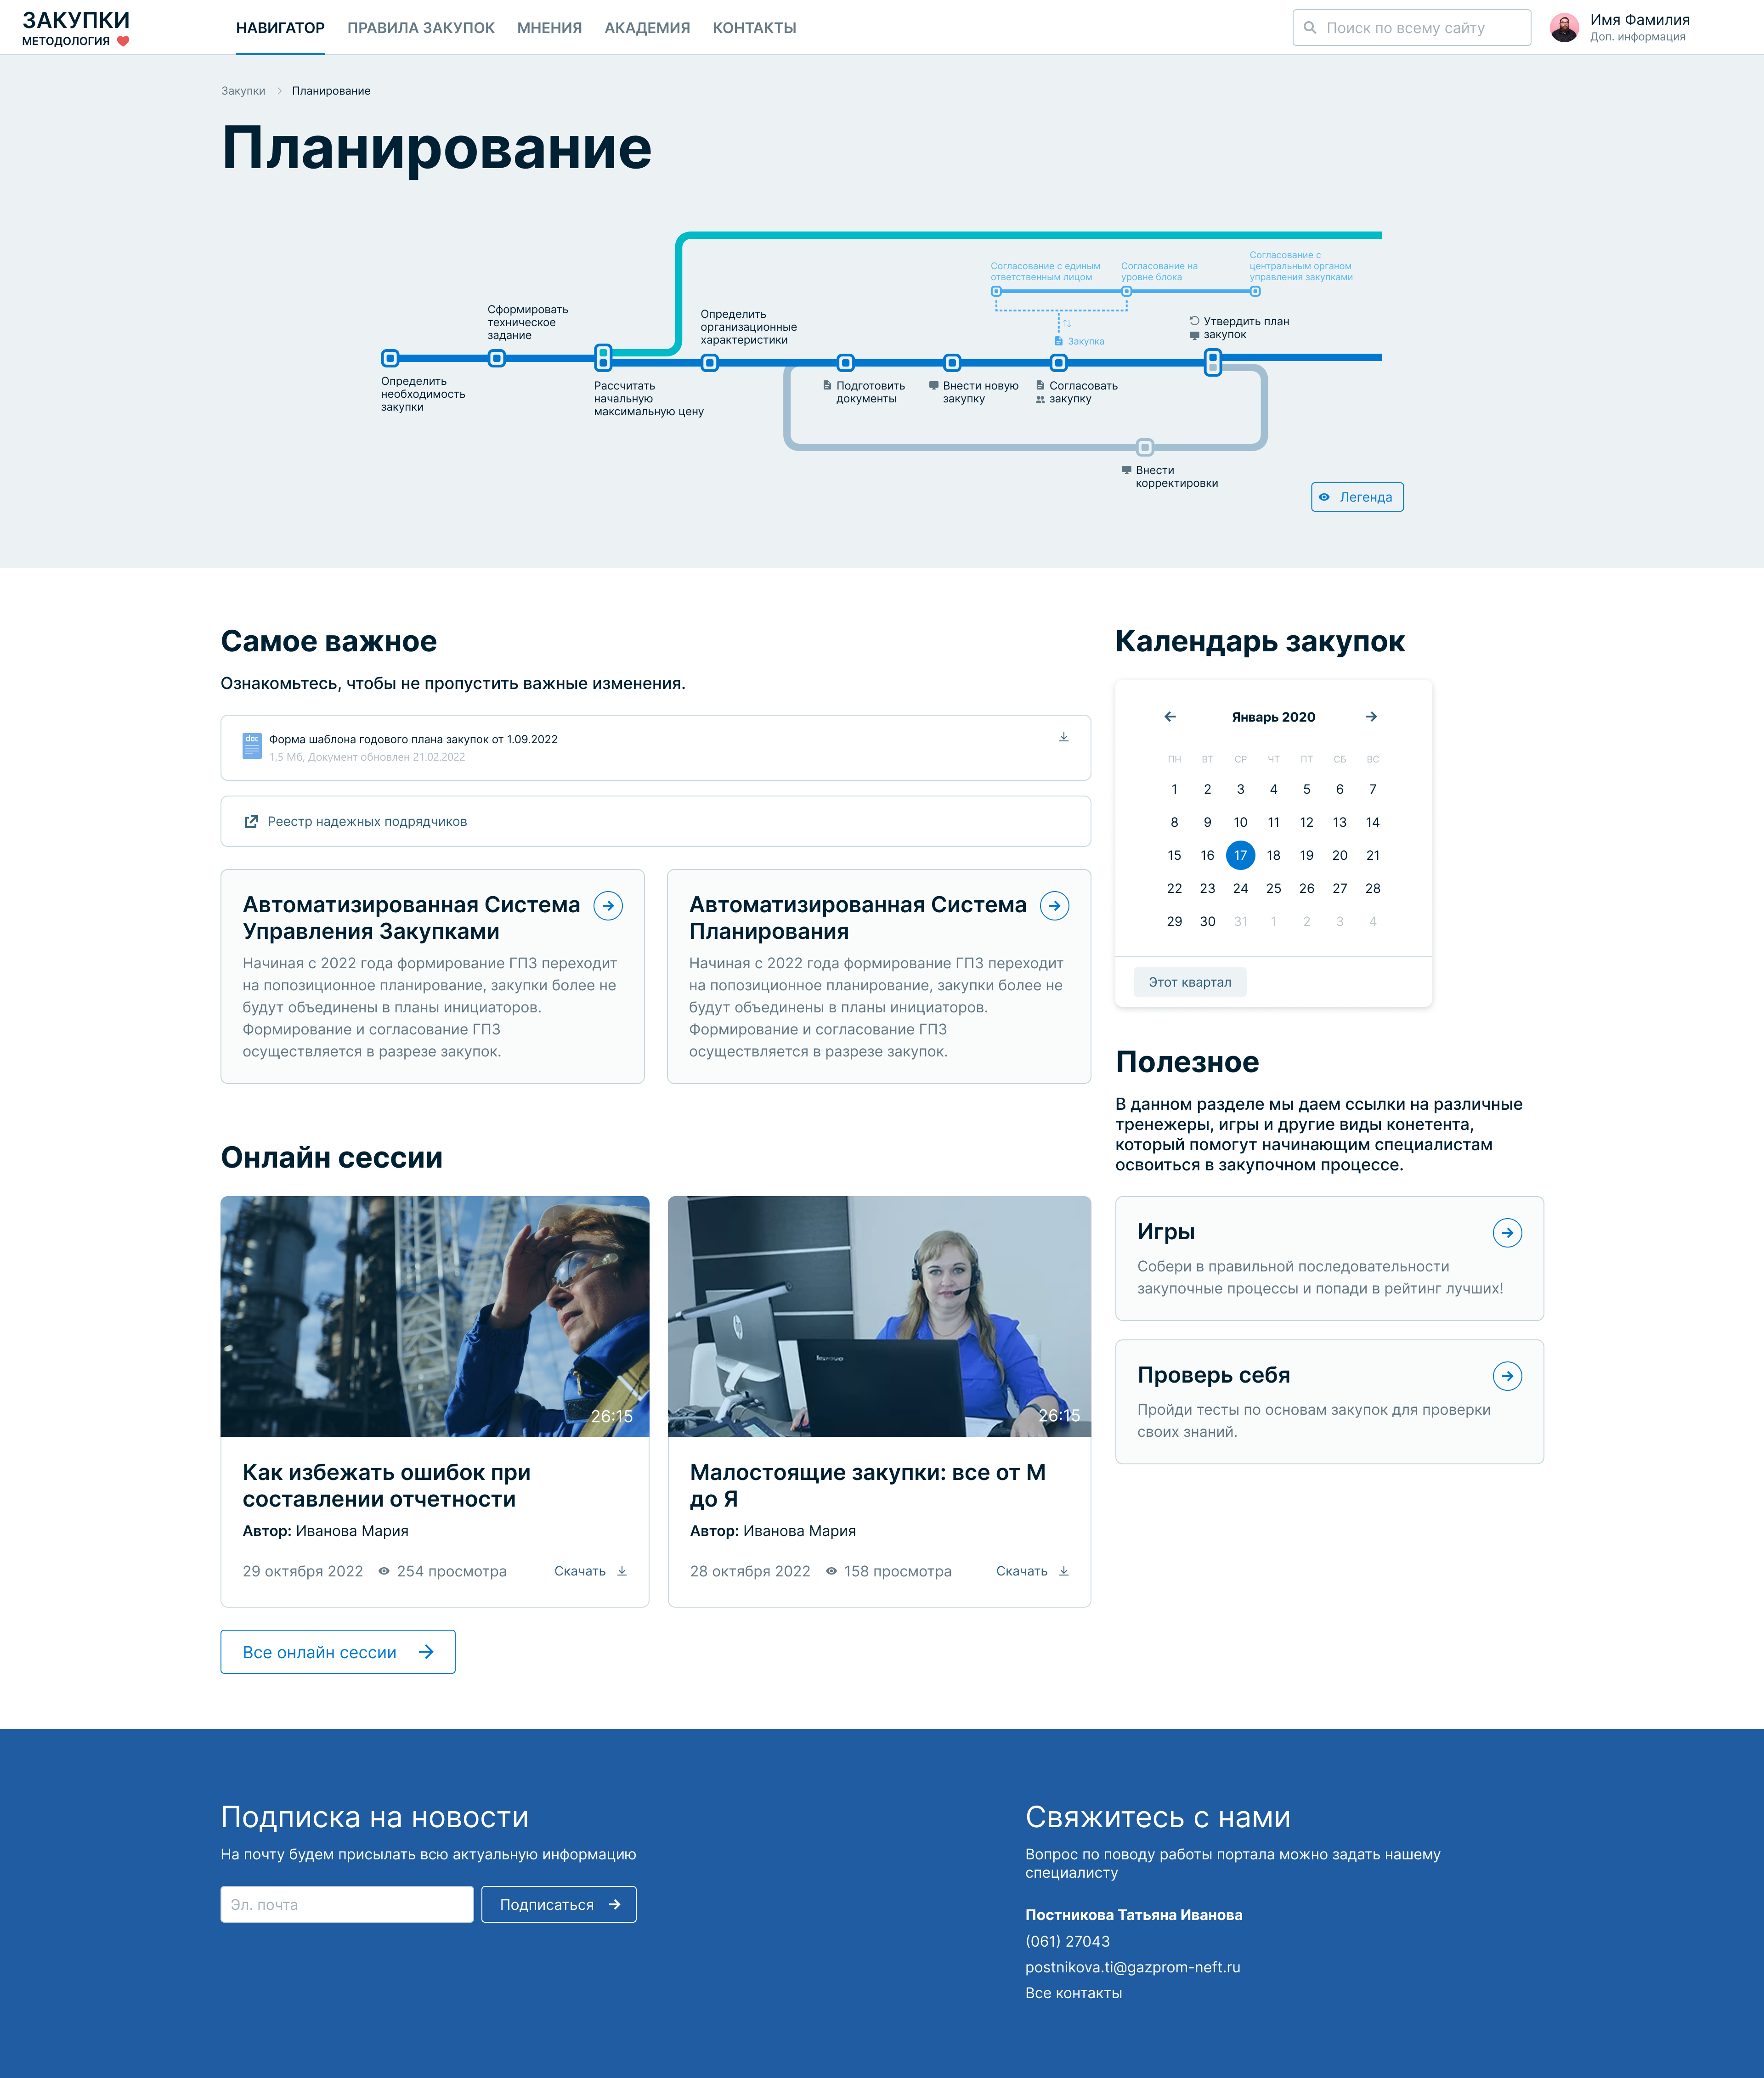 ЗАКУПКИ
МЕТОДОЛОГИЯ
НАВИГАТОР
ПРАВИЛА ЗАКУПОК
МНЕНИЯ
АКАДЕМИЯ
КОНТАКТЫ
Поиск по всему сайту
Имя Фамилия
Доп. информация
Закупки
Планирование
Планирование
Согласование с единым
ответственным лицом
Согласование на
уровне блока
Согласование с
центральным органом
управления закупками
Закупка
Утвердить план
закупок
Сформировать
техническое
задание
Определить
организационные
характеристики
Определить
необходимость
закупки
Рассчитать
начальную
максимальную цену
Подготовить
документы
Внести новую
закупку
Согласовать
закупку
Внести
корректировки
Легенда
Самое важное
Ознакомьтесь, чтобы не пропустить важные изменения.
doc
Форма шаблона годового плана закупок от 1.09.2022
1,5 Мб, Документ обновлен 21.02.2022
Реестр надежных подрядчиков
Автоматизированная Система
Управления Закупками
Начиная с 2022 года формирование ГПЗ переходит
на попозиционное планирование, закупки более не
будут объединены в планы инициаторов.
Формирование и согласование ГПЗ
осуществляется в разрезе закупок.
Автоматизированная Система
Планирования
Начиная с 2022 года формирование ГПЗ переходит
на попозиционное планирование, закупки более не
будут объединены в планы инициаторов.
Формирование и согласование ГПЗ
осуществляется в разрезе закупок.
Календарь закупок
Январь 2020
ПН ВТ СР ЧТ ПТ СБ ВС
1 2 3 4 5 6 7
8 9 10 11 12 13 14
15 16 17 18 19 20 21
22 23 24 25 26 27 28
29 30 31 1 2 3 4
Этот квартал
Онлайн сессии
26:15
Как избежать ошибок при
составлении отчетности
Автор: Иванова Мария
29 октября 2022
254 просмотра
Скачать
hp
lenovo
26:15
Малостоящие закупки: все от М
до Я
Автор: Иванова Мария
28 октября 2022
158 просмотра
Скачать
Все онлайн сессии
Полезное
В данном разделе мы даем ссылки на различные
тренежеры, игры и другие виды конетента,
который помогут начинающим специалистам
освоиться в закупочном процессе.
Игры
Собери в правильной последовательности
закупочные процессы и попади в рейтинг лучших!
Проверь себя
Пройди тесты по основам закупок для проверки
своих знаний.
Подписка на новости
На почту будем присылать всю актуальную информацию
Эл. почта
Подписаться
Свяжитесь с нами
Вопрос по поводу работы портала можно задать нашему
специалисту
Постникова Татьяна Иванова
(061) 27043
postnikova.ti@gazprom-neft.ru
Все контакты